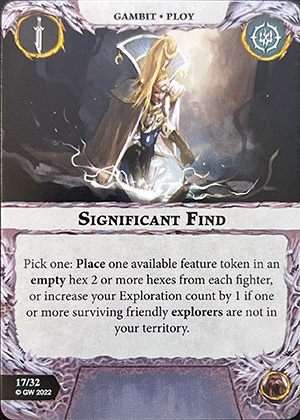 GAMBIT • PLOY
SIGNIFICANT FIND
Pick one: Place one available feature token in an
empty hex 2 or more hexes from each fighter,
or increase your Exploration count by 1 if one
or more surviving friendly explorers are not in
your territory.
17/32
© GW 2022